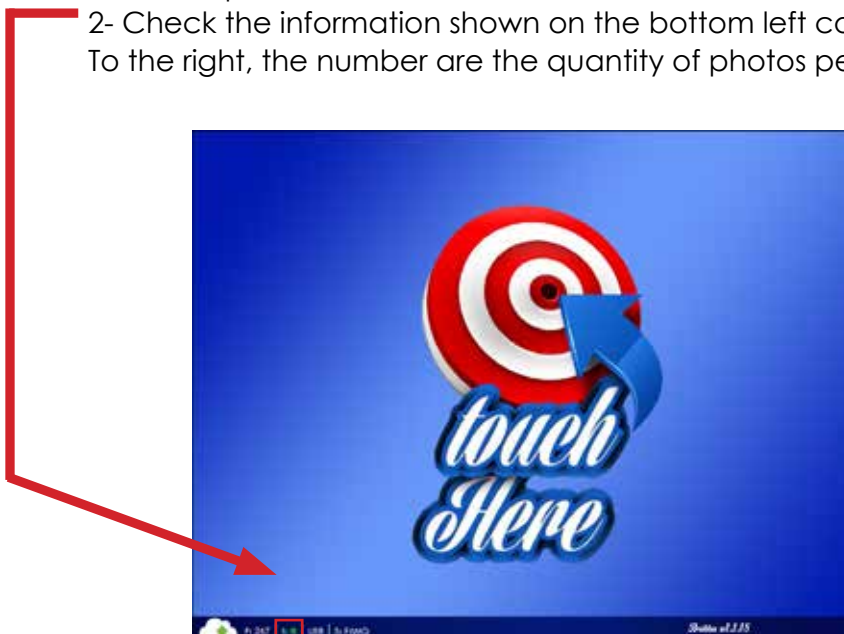 2- Check the information shown on the bottom left co
To the right, the number are the quantity of photos pe
touch
Here
USB